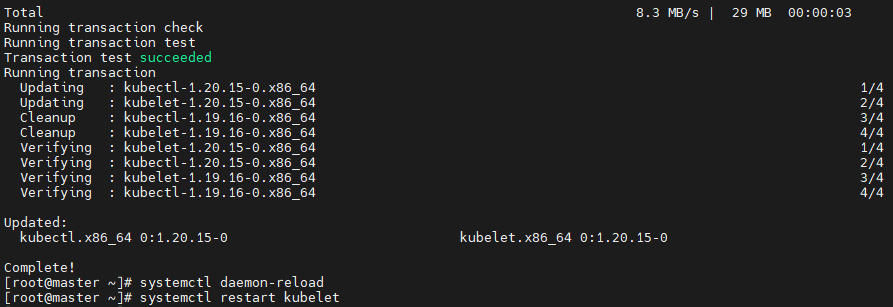 Total 8.3 MB/s | 29 MB 00:00:03
Running transaction check
Running transaction test
Transaction test succeeded
Running transaction
Updating : kubectl-1.20.15-0.x86_64 1/4
Updating : kubelet-1.20.15-0.x86_64 2/4
Cleanup : kubectl-1.19.16-0.x86_64 3/4
Cleanup : kubelet-1.19.16-0.x86_64 4/4
Verifying : kubelet-1.20.15-0.x86_64 1/4
Verifying : kubectl-1.20.15-0.x86_64 2/4
Verifying : kubelet-1.19.16-0.x86_64 3/4
Verifying : kubectl-1.19.16-0.x86_64 4/4
Updated:
kubectl.x86_64 0:1.20.15-0 kubelet.x86_64 0:1.20.15-0
Complete!
[root@master ~]# systemctl daemon-reload
[root@master ~]# systemctl restart kubelet